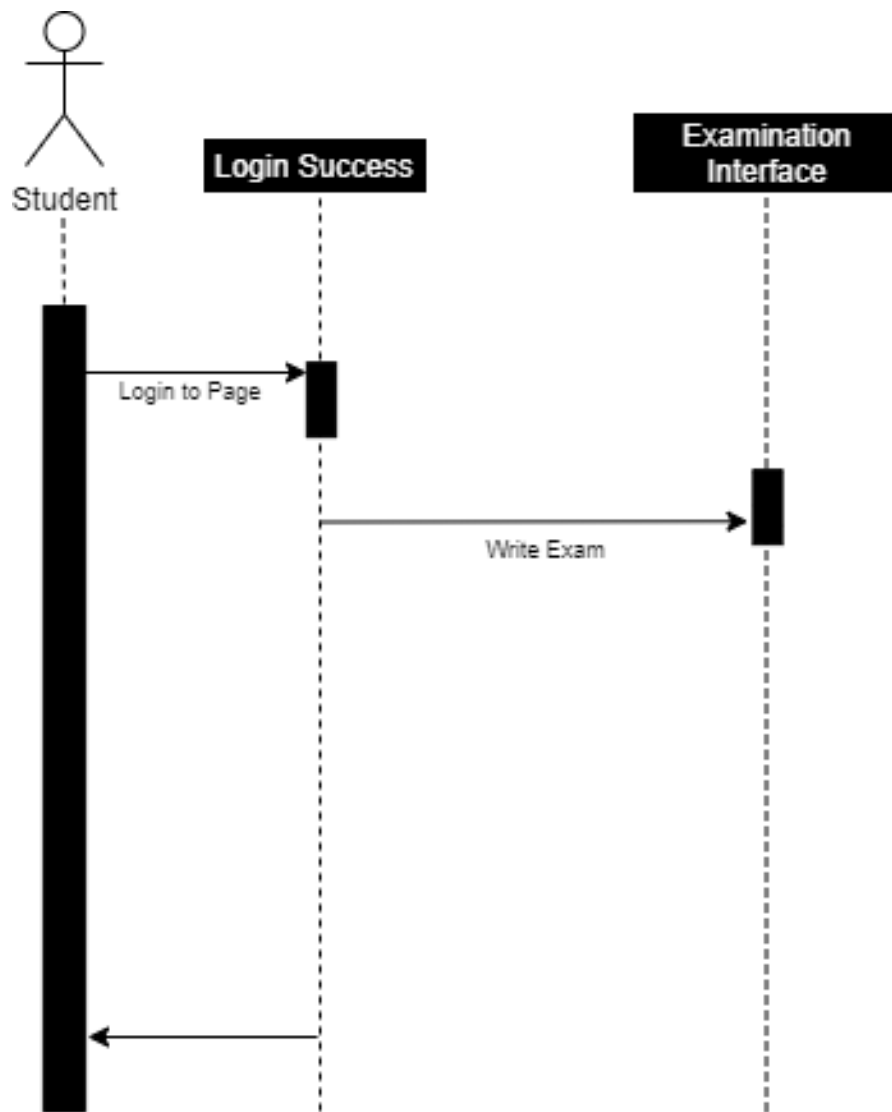 Student
Login Success
Examination
Interface
Login to Page
Write Exam